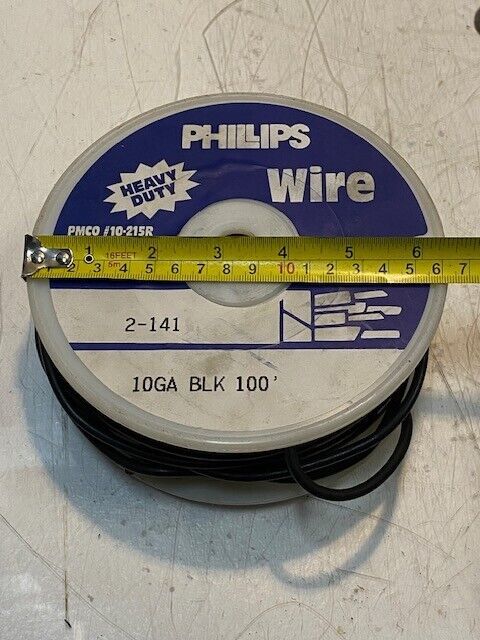 PHILLIPS
HEAVY
DUTY
Wire
PMCO #10-215R
1 2 3 4 5 6
16FEET
5m
2 3 4 5 6 7 8 9 10 1 2 3 4 5 6 7
2-141
10GA BLK 100'